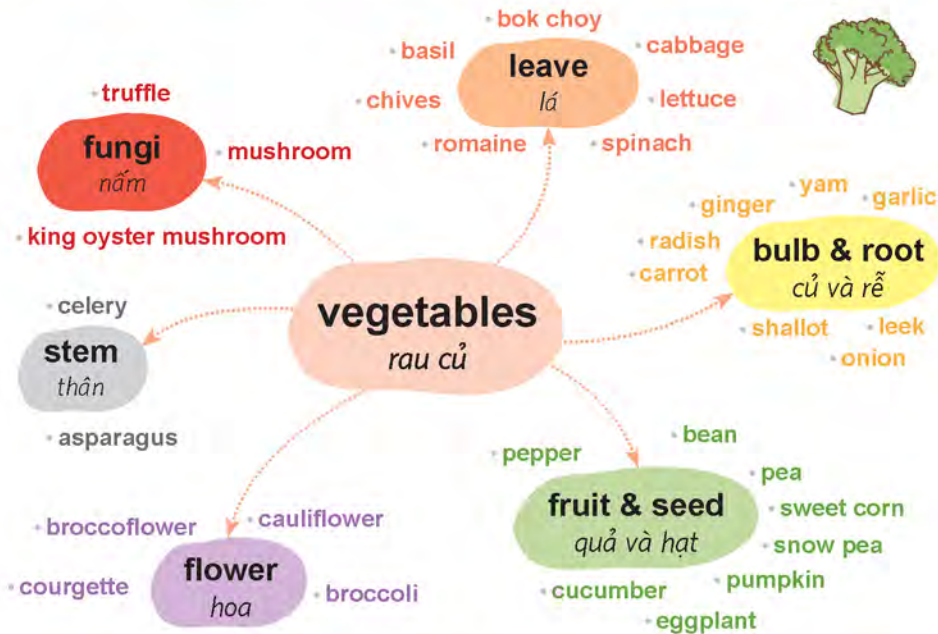 bok choy
basil
cabbage
leave
lá
chives
lettuce
romaine
spinach
truffle
fungi
nấm
mushroom
king oyster mushroom
yam
ginger
garlic
radish
carrot
bulb & root
củ và rễ
shallot
leek
onion
vegetables
rau củ
celery
stem
thân
asparagus
broccoflower
cauliflower
flower
hoa
courgette
broccoli
pepper
bean
pea
fruit & seed
quả và hạt
sweet corn
snow pea
pumpkin
cucumber
eggplant